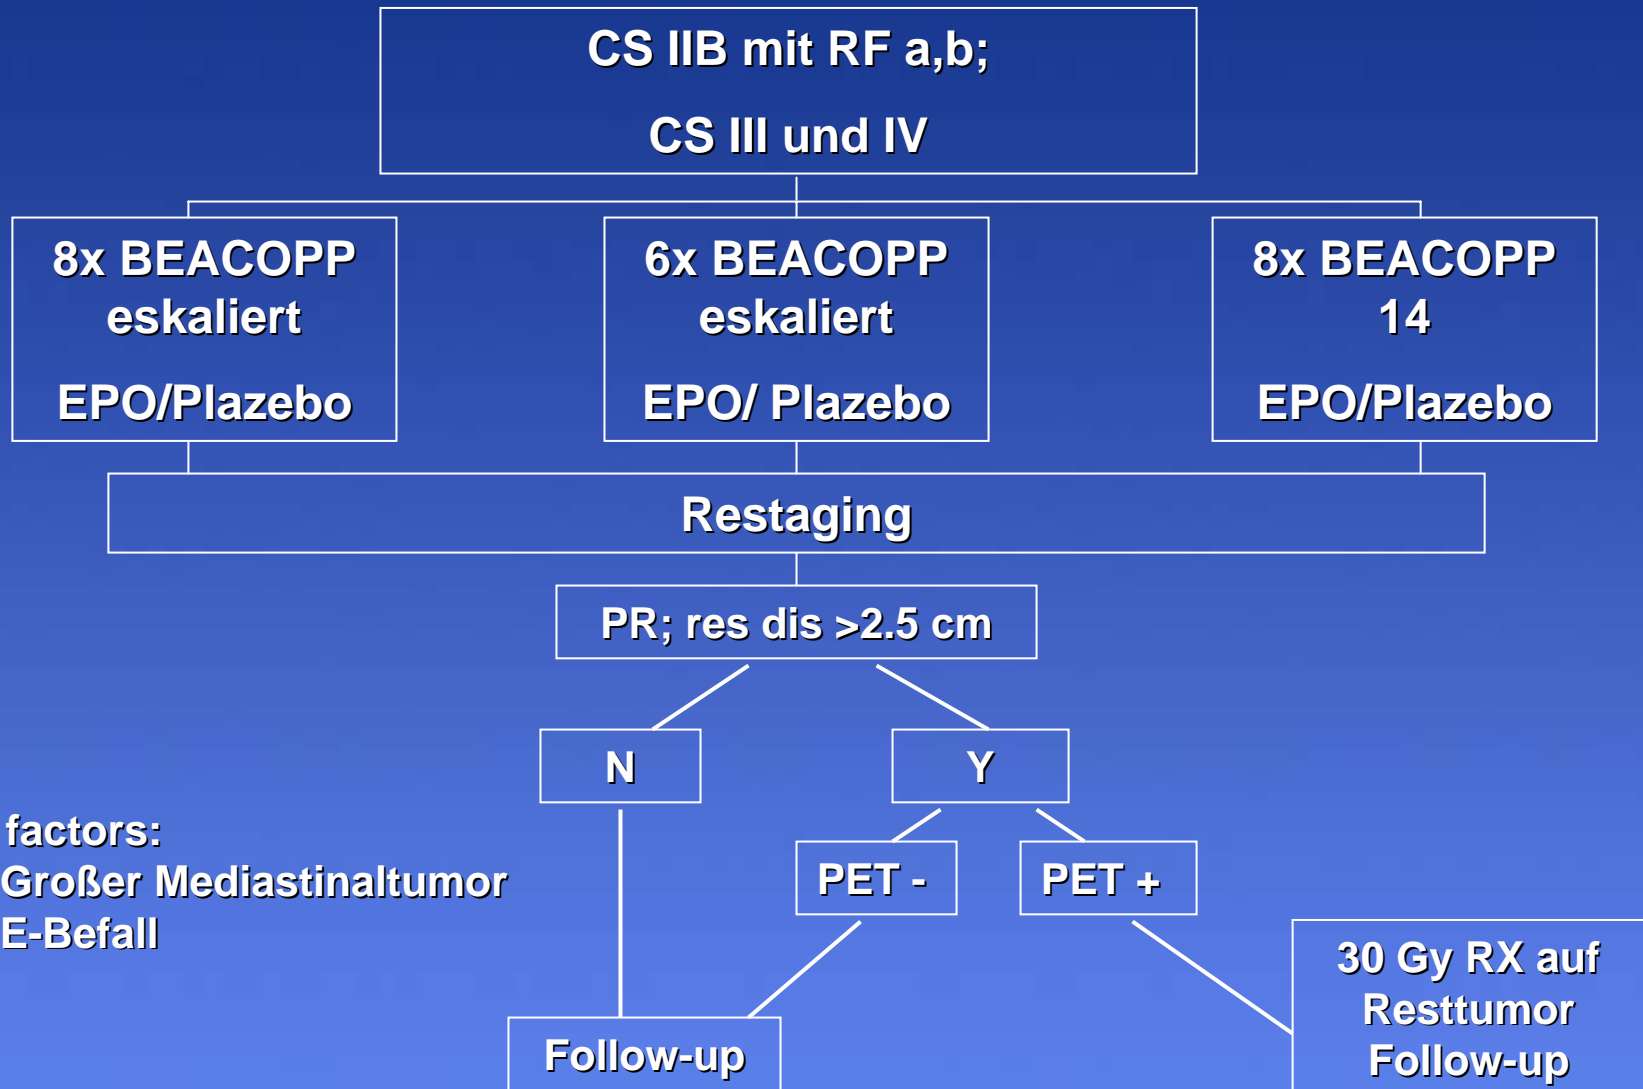 CS IIB mit RF a,b;
CS III und IV
8x BEACOPP
eskaliert
EPO/Plazebo
6x BEACOPP
eskaliert
EPO/ Plazebo
8x BEACOPP
14
EPO/Plazebo
Restaging
PR; res dis >2.5 cm
N
Y
PET -
PET +
factors:
Großer Mediastinaltumor
E-Befall
Follow-up
30 Gy RX auf
Resttumor
Follow-up